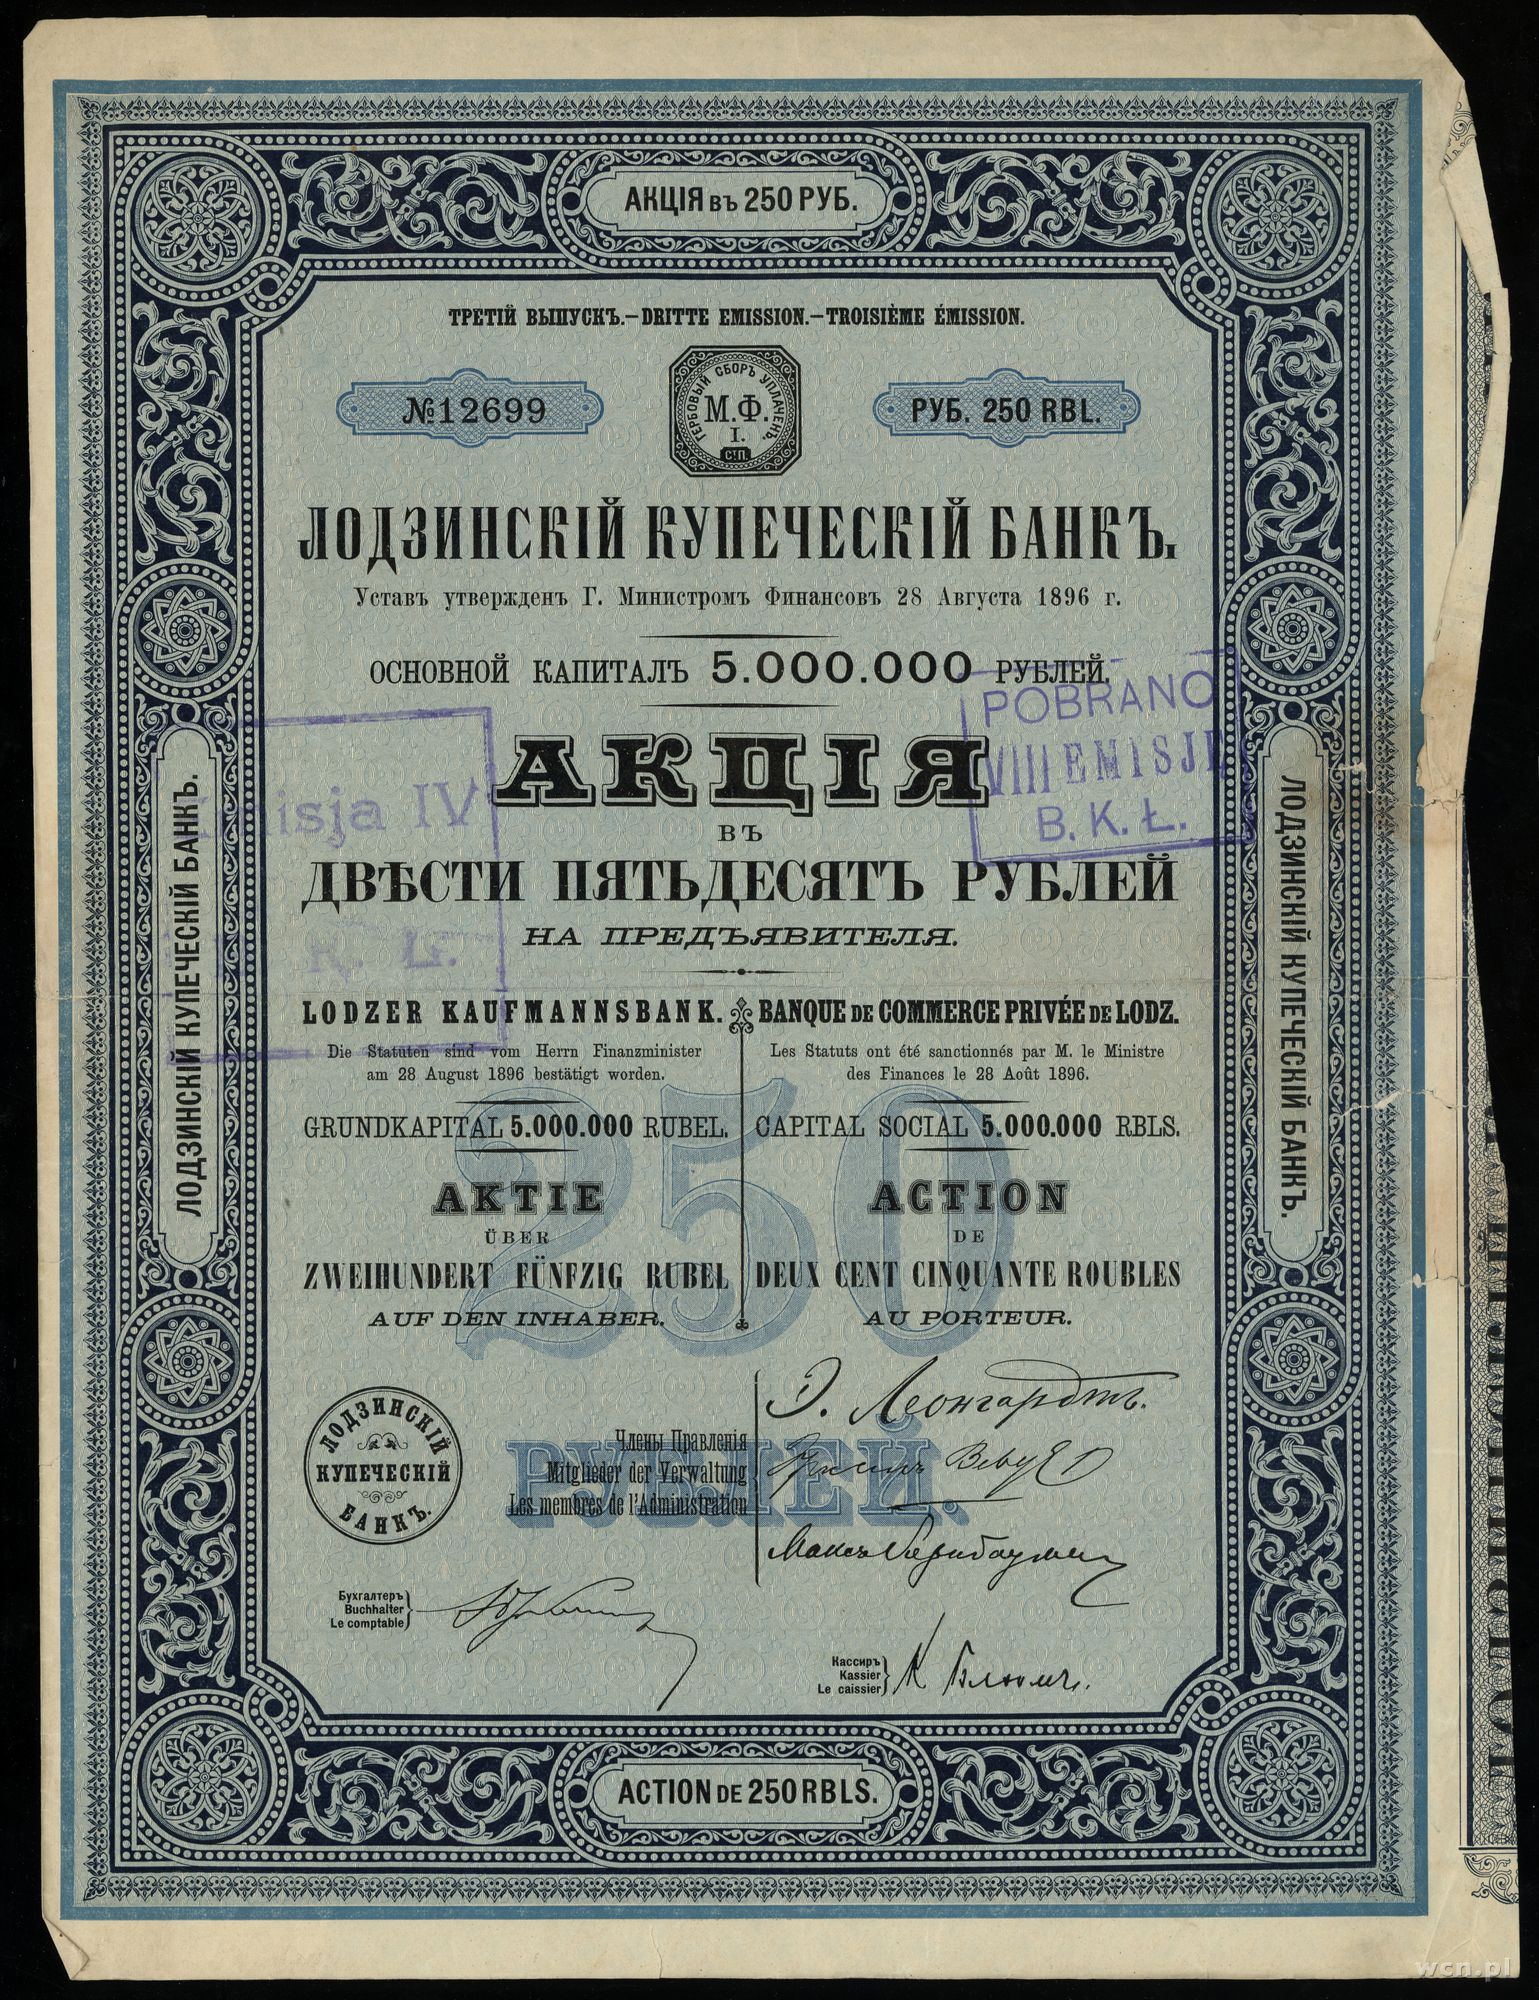 АКЦІЯ въ 250 РУБ.
ТРЕТІЙ ВЫПУСКЪ.—DRITTE EMISSION.—TROISIÈME ÉMISSION.
№12699
ГЕРБОВЫЙ СБОРЪ УПЛАЧЕНЪ.
М.Ф.
I.
С.П.
РУБ. 250 RBL.
ЛОДЗИНСКІЙ КУПЕЧЕСКІЙ БАНКЪ.
Уставъ утвержденъ Г. Министромъ Финансовъ 28 Августа 1896 г.
ОСНОВНОЙ КАПИТАЛЪ 5.000.000 РУБЛЕЙ.
POBRANO
VIII EMISJĘ
B. K. Ł.
АКЦІЯ
Emisja IV
K. Ł.
ВЪ
ДВѢСТИ ПЯТЬДЕСЯТЪ РУБЛЕЙ
НА ПРЕДЪЯВИТЕЛЯ.
ЛОДЗИНСКІЙ КУПЕЧЕСКІЙ БАНКЪ.
ЛОДЗИНСКІЙ КУПЕЧЕСКІЙ БАНКЪ.
LODZER KAUFMANNSBANK.
Die Statuten sind vom Herrn Finanzminister
am 28 August 1896 bestätigt worden.
GRUNDKAPITAL 5.000.000 RUBEL.
AKTIE
ÜBER
ZWEIHUNDERT FÜNFZIG RUBEL
AUF DEN INHABER.
BANQUE DE COMMERCE PRIVÉE DE LODZ.
Les Statuts ont été sanctionnés par M. le Ministre
des Finances le 28 Août 1896.
CAPITAL SOCIAL 5.000.000 RBLS.
ACTION
DE
DEUX CENT CINQUANTE ROUBLES
AU PORTEUR.
250
РУБЛЕЙ.
ЛОДЗИНСКІЙ
КУПЕЧЕСКІЙ
БАНКЪ.
Члены Правленія
Mitglieder der Verwaltung
Les membres de l'Administration
Э. Леонгардтъ.
Бухгалтеръ
Buchhalter
Le comptable
Кассиръ
Kassier
Le caissier
К Блюмъ.
ACTION DE 250 RBLS.
wcn.pl